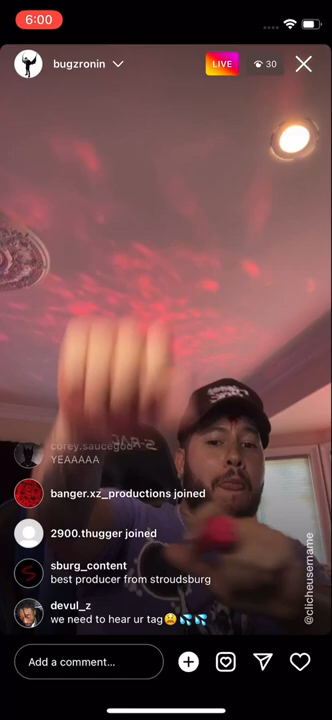 6:00
bugzronin
LIVE
30
corey.saucegod
YEAAAAA
banger.xz_productions joined
2900.thugger joined
sburg_content
best producer from stroudsburg
devul_z
we need to hear ur tag😩💦💦
@clicheusername
Add a comment...